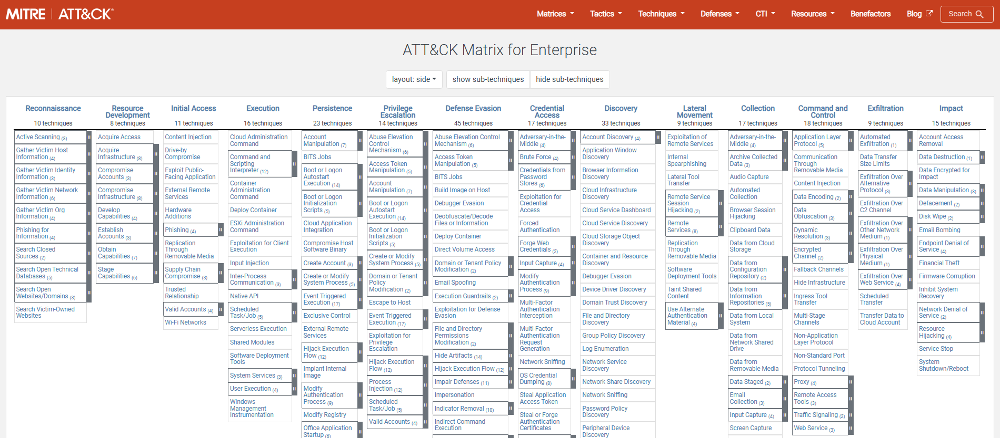 MITRE | ATT&CK®
Matrices
Tactics
Techniques
Defenses
CTI
Resources
Benefactors
Blog
Search
ATT&CK Matrix for Enterprise
layout: side
show sub-techniques
hide sub-techniques
Reconnaissance
10 techniques
Active Scanning (3)
Gather Victim Host
Information (4)
Gather Victim Identity
Information (3)
Gather Victim Network
Information (6)
Gather Victim Org
Information (4)
Phishing for
Information (4)
Search Closed
Sources (2)
Search Open Technical
Databases (5)
Search Open
Websites/Domains (3)
Search Victim-Owned
Websites
Resource
Development
8 techniques
Acquire Access
Acquire
Infrastructure (8)
Compromise
Accounts (3)
Compromise
Infrastructure (8)
Develop
Capabilities (4)
Establish
Accounts (3)
Obtain
Capabilities (7)
Stage
Capabilities (6)
Initial Access
11 techniques
Content Injection
Drive-by
Compromise
Exploit Public-
Facing Application
External Remote
Services
Hardware
Additions
Phishing (4)
Replication
Through
Removable Media
Supply Chain
Compromise (3)
Trusted
Relationship
Valid Accounts (4)
Wi-Fi Networks
Execution
16 techniques
Cloud Administration
Command
Command and
Scripting
Interpreter (12)
Container
Administration
Command
Deploy Container
ESXi Administration
Command
Exploitation for Client
Execution
Input Injection
Inter-Process
Communication (3)
Native API
Scheduled
Task/Job (5)
Serverless Execution
Shared Modules
Software Deployment
Tools
System Services (3)
User Execution (4)
Windows
Management
Instrumentation
Persistence
23 techniques
Account
Manipulation (7)
BITS Jobs
Boot or Logon
Autostart
Execution (14)
Boot or Logon
Initialization
Scripts (5)
Cloud Application
Integration
Compromise Host
Software Binary
Create Account (3)
Create or Modify
System Process (5)
Event Triggered
Execution (17)
Exclusive Control
External Remote
Services
Hijack Execution
Flow (12)
Implant Internal
Image
Modify
Authentication
Process (9)
Modify Registry
Office Application
Startup (6)
Privilege
Escalation
14 techniques
Abuse Elevation
Control
Mechanism (6)
Access Token
Manipulation (5)
Account
Manipulation (7)
Boot or Logon
Autostart
Execution (14)
Boot or Logon
Initialization
Scripts (5)
Create or Modify
System Process (5)
Domain or Tenant
Policy
Modification (2)
Escape to Host
Event Triggered
Execution (17)
Exploitation for
Privilege
Escalation
Hijack Execution
Flow (12)
Process
Injection (12)
Scheduled
Task/Job (5)
Valid Accounts (4)
Defense Evasion
45 techniques
Abuse Elevation Control
Mechanism (6)
Access Token
Manipulation (5)
BITS Jobs
Build Image on Host
Debugger Evasion
Deobfuscate/Decode
Files or Information
Deploy Container
Direct Volume Access
Domain or Tenant Policy
Modification (2)
Email Spoofing
Execution Guardrails (2)
Exploitation for Defense
Evasion
File and Directory
Permissions
Modification (2)
Hide Artifacts (14)
Hijack Execution Flow (12)
Impair Defenses (11)
Impersonation
Indicator Removal (10)
Indirect Command
Execution
Credential
Access
17 techniques
Adversary-in-the-
Middle (4)
Brute Force (4)
Credentials from
Password
Stores (6)
Exploitation for
Credential
Access
Forced
Authentication
Forge Web
Credentials (2)
Input Capture (4)
Modify
Authentication
Process (9)
Multi-Factor
Authentication
Interception
Multi-Factor
Authentication
Request
Generation
Network Sniffing
OS Credential
Dumping (8)
Steal Application
Access Token
Steal or Forge
Authentication
Certificates
Discovery
33 techniques
Account Discovery (4)
Application Window
Discovery
Browser Information
Discovery
Cloud Infrastructure
Discovery
Cloud Service Dashboard
Cloud Service Discovery
Cloud Storage Object
Discovery
Container and Resource
Discovery
Debugger Evasion
Device Driver Discovery
Domain Trust Discovery
File and Directory
Discovery
Group Policy Discovery
Log Enumeration
Network Service
Discovery
Network Share Discovery
Network Sniffing
Password Policy
Discovery
Peripheral Device
Discovery
Lateral
Movement
9 techniques
Exploitation of
Remote Services
Internal
Spearphishing
Lateral Tool
Transfer
Remote Service
Session
Hijacking (2)
Remote
Services (8)
Replication
Through
Removable Media
Software
Deployment Tools
Taint Shared
Content
Use Alternate
Authentication
Material (4)
Collection
17 techniques
Adversary-in-the-
Middle (4)
Archive Collected
Data (3)
Audio Capture
Automated
Collection
Browser Session
Hijacking
Clipboard Data
Data from Cloud
Storage
Data from
Configuration
Repository (2)
Data from
Information
Repositories (5)
Data from Local
System
Data from
Network Shared
Drive
Data from
Removable Media
Data Staged (2)
Email
Collection (3)
Input Capture (4)
Screen Capture
Command and
Control
18 techniques
Application Layer
Protocol (5)
Communication
Through
Removable Media
Content Injection
Data Encoding (2)
Data
Obfuscation (3)
Dynamic
Resolution (3)
Encrypted
Channel (2)
Fallback Channels
Hide Infrastructure
Ingress Tool
Transfer
Multi-Stage
Channels
Non-Application
Layer Protocol
Non-Standard Port
Protocol Tunneling
Proxy (4)
Remote Access
Tools (3)
Traffic Signaling (2)
Web Service (3)
Exfiltration
9 techniques
Automated
Exfiltration (1)
Data Transfer
Size Limits
Exfiltration Over
Alternative
Protocol (3)
Exfiltration Over
C2 Channel
Exfiltration Over
Other Network
Medium (1)
Exfiltration Over
Physical
Medium (1)
Exfiltration Over
Web Service (4)
Scheduled
Transfer
Transfer Data to
Cloud Account
Impact
15 techniques
Account Access
Removal
Data Destruction (1)
Data Encrypted for
Impact
Data Manipulation (3)
Defacement (2)
Disk Wipe (2)
Email Bombing
Endpoint Denial of
Service (4)
Financial Theft
Firmware Corruption
Inhibit System
Recovery
Network Denial of
Service (2)
Resource
Hijacking (4)
Service Stop
System
Shutdown/Reboot